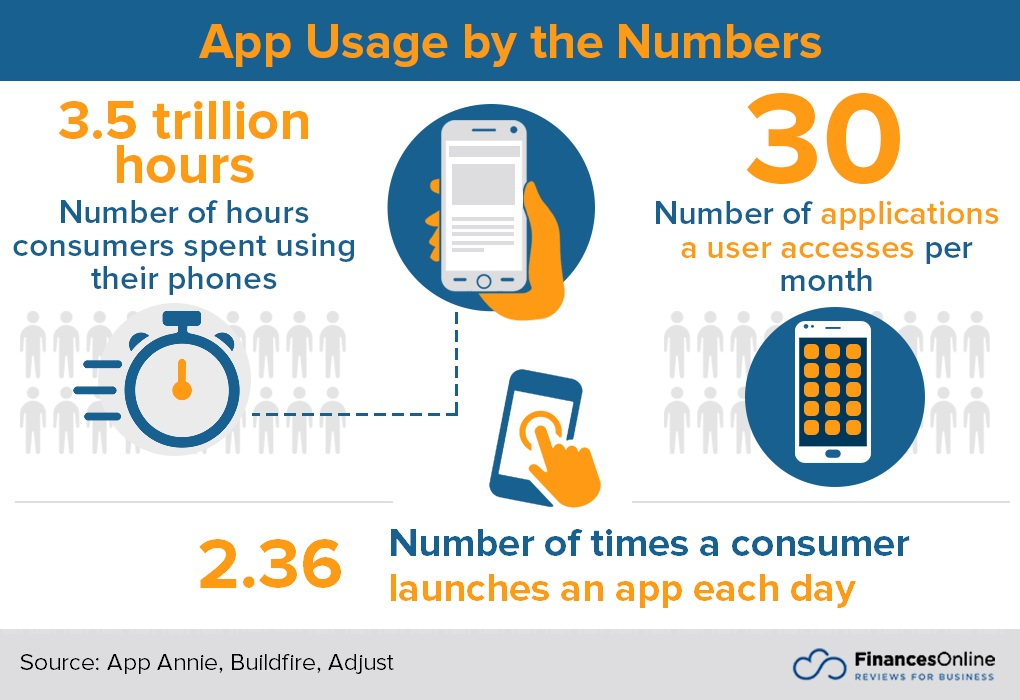 App Usage by the Numbers
3.5 trillion
hours
Number of hours
consumers spent using
their phones
30
Number of applications
a user accesses per
month
2.36
Number of times a consumer
launches an app each day
Source: App Annie, Buildfire, Adjust
FinancesOnline
REVIEWS FOR BUSINESS